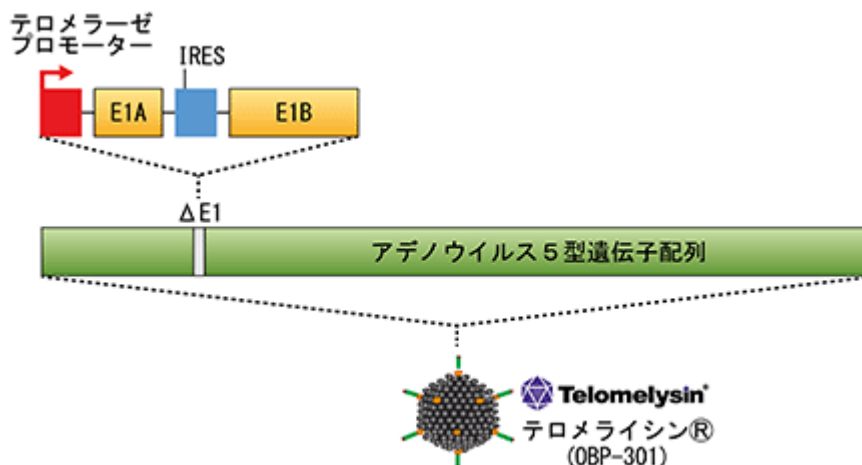 テロメラーゼ
プロモーター
IRES
E1A
E1B
ΔE1
アデノウイルス5型遺伝子配列
Telomelysin®
テロメライシン®
(OBP-301)